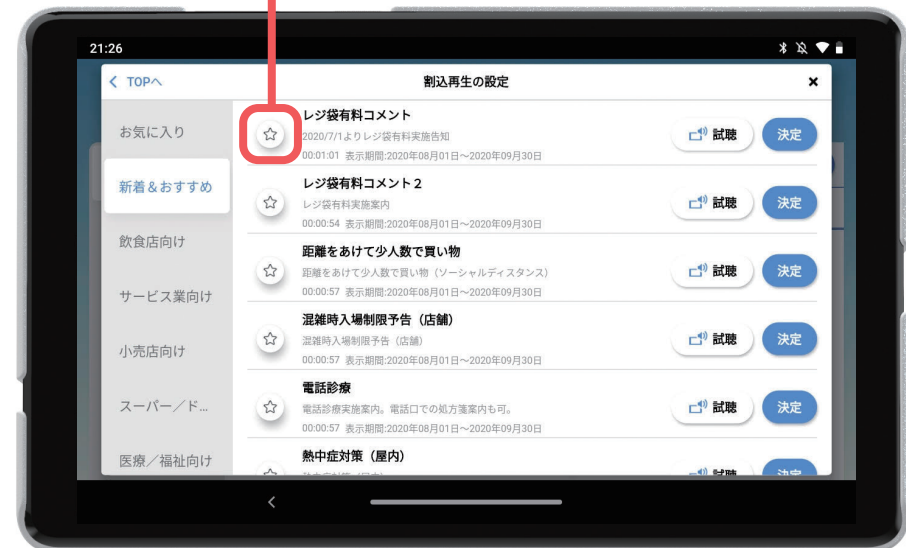 21:26
TOPへ
割込再生の設定
お気に入り
新着&おすすめ
飲食店向け
サービス業向け
小売店向け
スーパー／ド...
医療／福祉向け
レジ袋有料コメント
2020/7/1よりレジ袋有料実施告知
00:01:01 表示期間:2020年08月01日～2020年09月30日
試聴
決定
レジ袋有料コメント２
レジ袋有料実施案内
00:00:54 表示期間:2020年08月01日～2020年09月30日
試聴
決定
距離をあけて少人数で買い物
距離をあけて少人数で買い物（ソーシャルディスタンス）
00:00:57 表示期間:2020年08月01日～2020年09月30日
試聴
決定
混雑時入場制限予告（店舗）
混雑時入場制限予告（店舗）
00:00:57 表示期間:2020年08月01日～2020年09月30日
試聴
決定
電話診療
電話診療実施案内。電話口での処方箋案内も可。
00:00:57 表示期間:2020年08月01日～2020年09月30日
試聴
決定
熱中症対策（屋内）